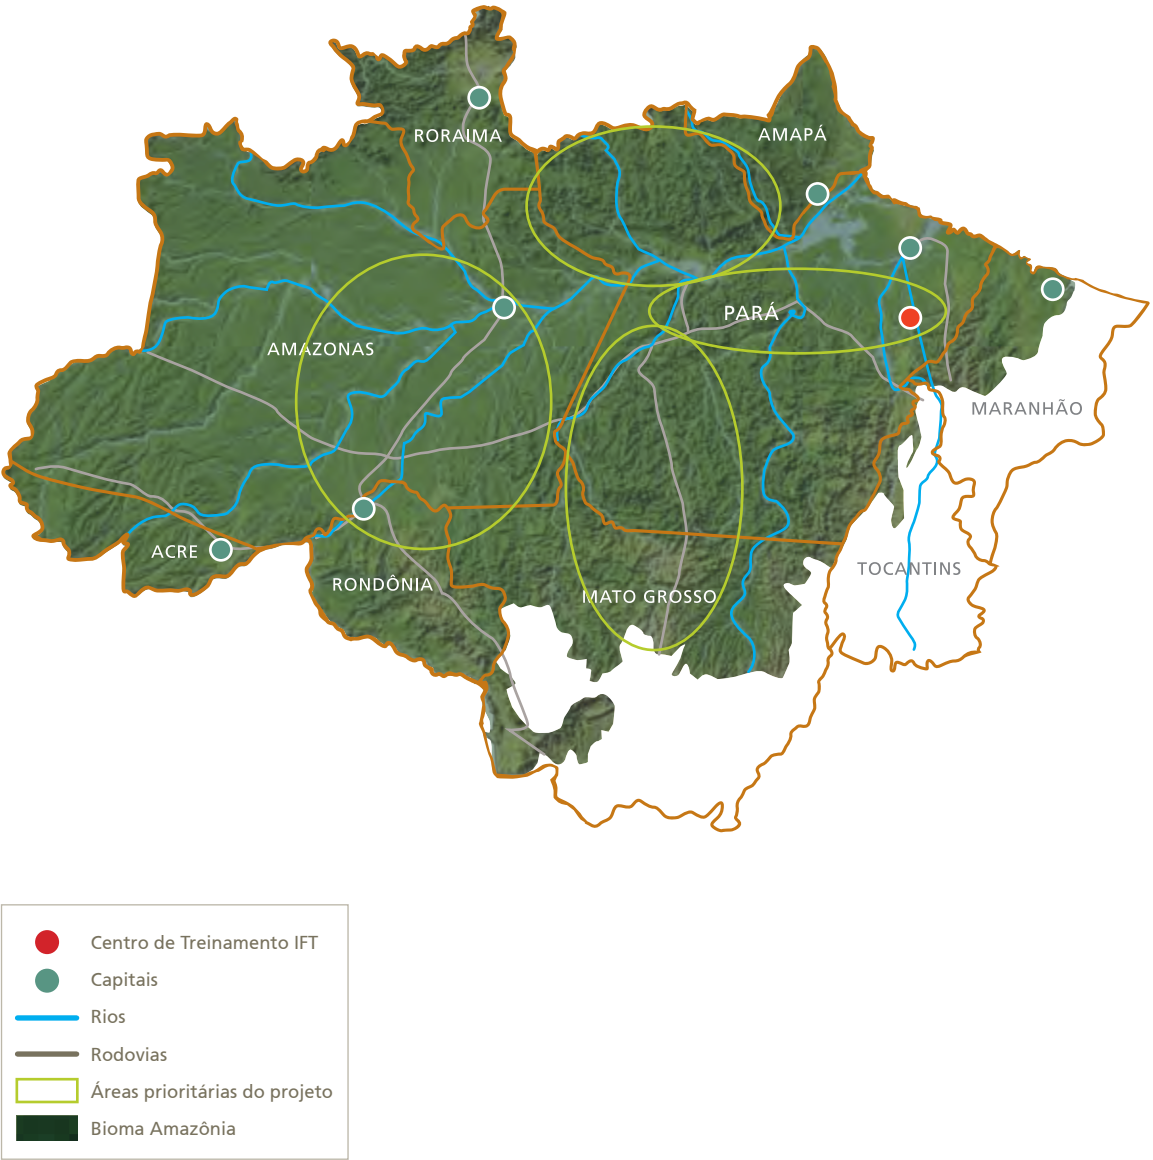 RORAIMA
AMAPÁ
PARÁ
AMAZONAS
MARANHÃO
ACRE
TOCANTINS
RONDÔNIA
MATO GROSSO
Centro de Treinamento IFT
Capitais
Rios
Rodovias
Áreas prioritárias do projeto
Bioma Amazônia